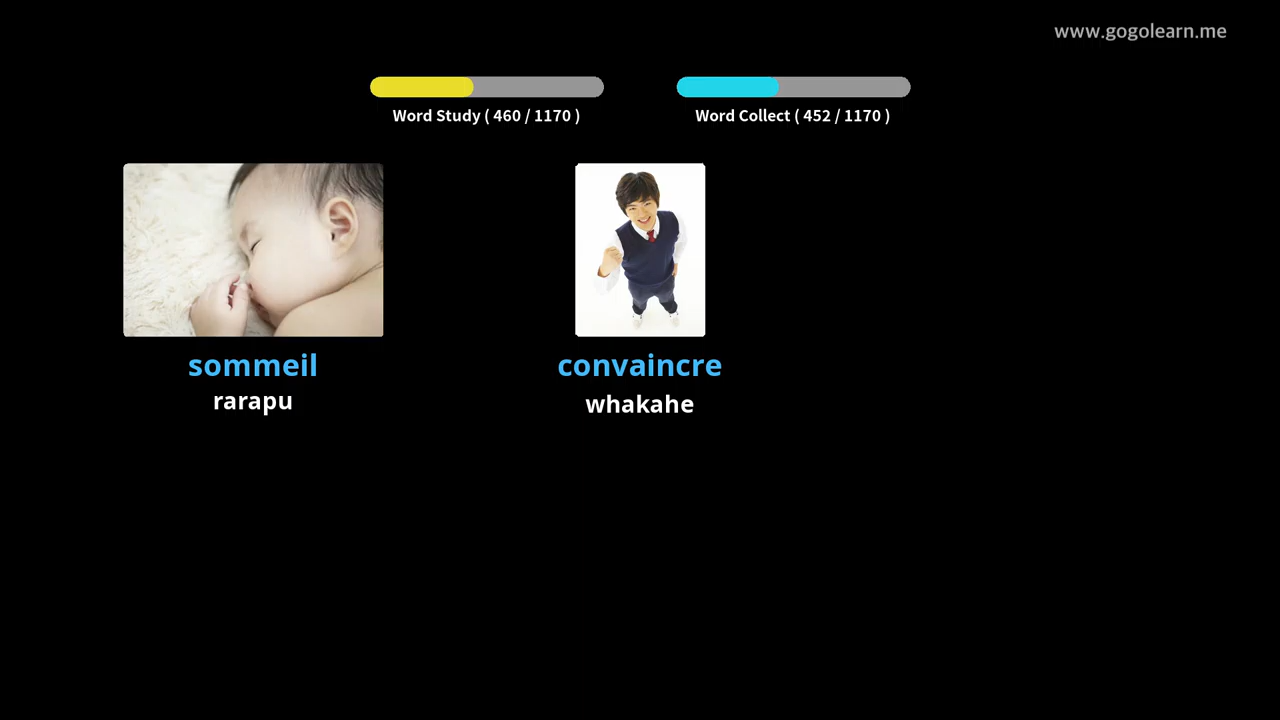 www.gogolearn.me
Word Study ( 460 / 1170 )
Word Collect ( 452 / 1170 )
sommeil
rarapu
convaincre
whakahe